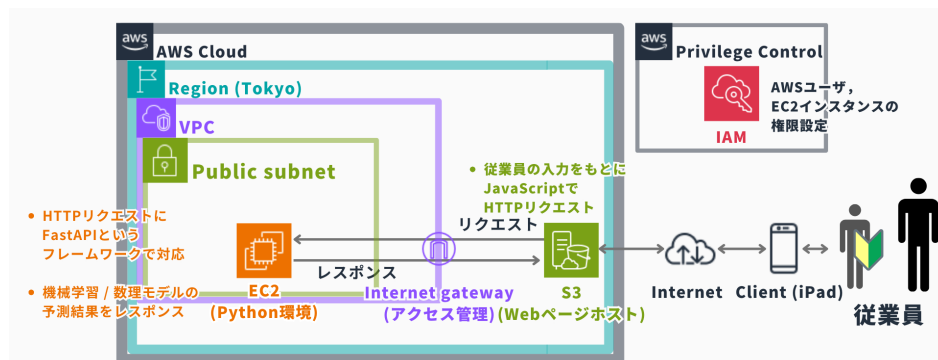 aws
AWS Cloud
Region (Tokyo)
VPC
Public subnet
aws
Privilege Control
IAM
AWSユーザ,
EC2インスタンスの
権限設定
• 従業員の入力をもとに
JavaScriptで
HTTPリクエスト
• HTTPリクエストに
FastAPIという
フレームワークで対応
• 機械学習 / 数理モデルの
予測結果をレスポンス
リクエスト
レスポンス
EC2
(Python環境)
Internet gateway
(アクセス管理)
S3
(Webページホスト)
Internet
Client (iPad)
従業員